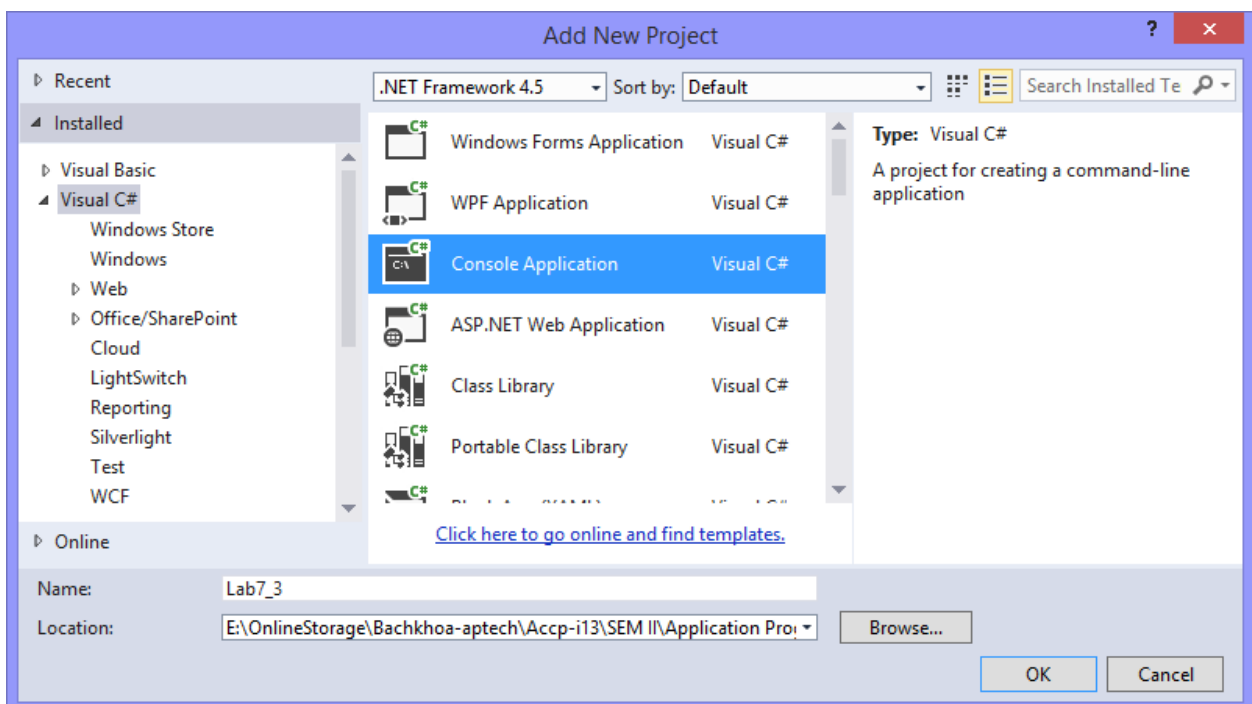 Add New Project
?
Recent
.NET Framework 4.5
Sort by:
Default
Search Installed Te
Installed
Visual Basic
Visual C#
Windows Store
Windows
Web
Office/SharePoint
Cloud
LightSwitch
Reporting
Silverlight
Test
WCF
Online
Windows Forms Application Visual C#
WPF Application Visual C#
Console Application Visual C#
ASP.NET Web Application Visual C#
Class Library Visual C#
Portable Class Library Visual C#
Click here to go online and find templates.
Type: Visual C#
A project for creating a command-line
application
Name: Lab7_3
Location: E:\OnlineStorage\Bachkhoa-aptech\Accp-i13\SEM II\Application
Browse...
OK Cancel